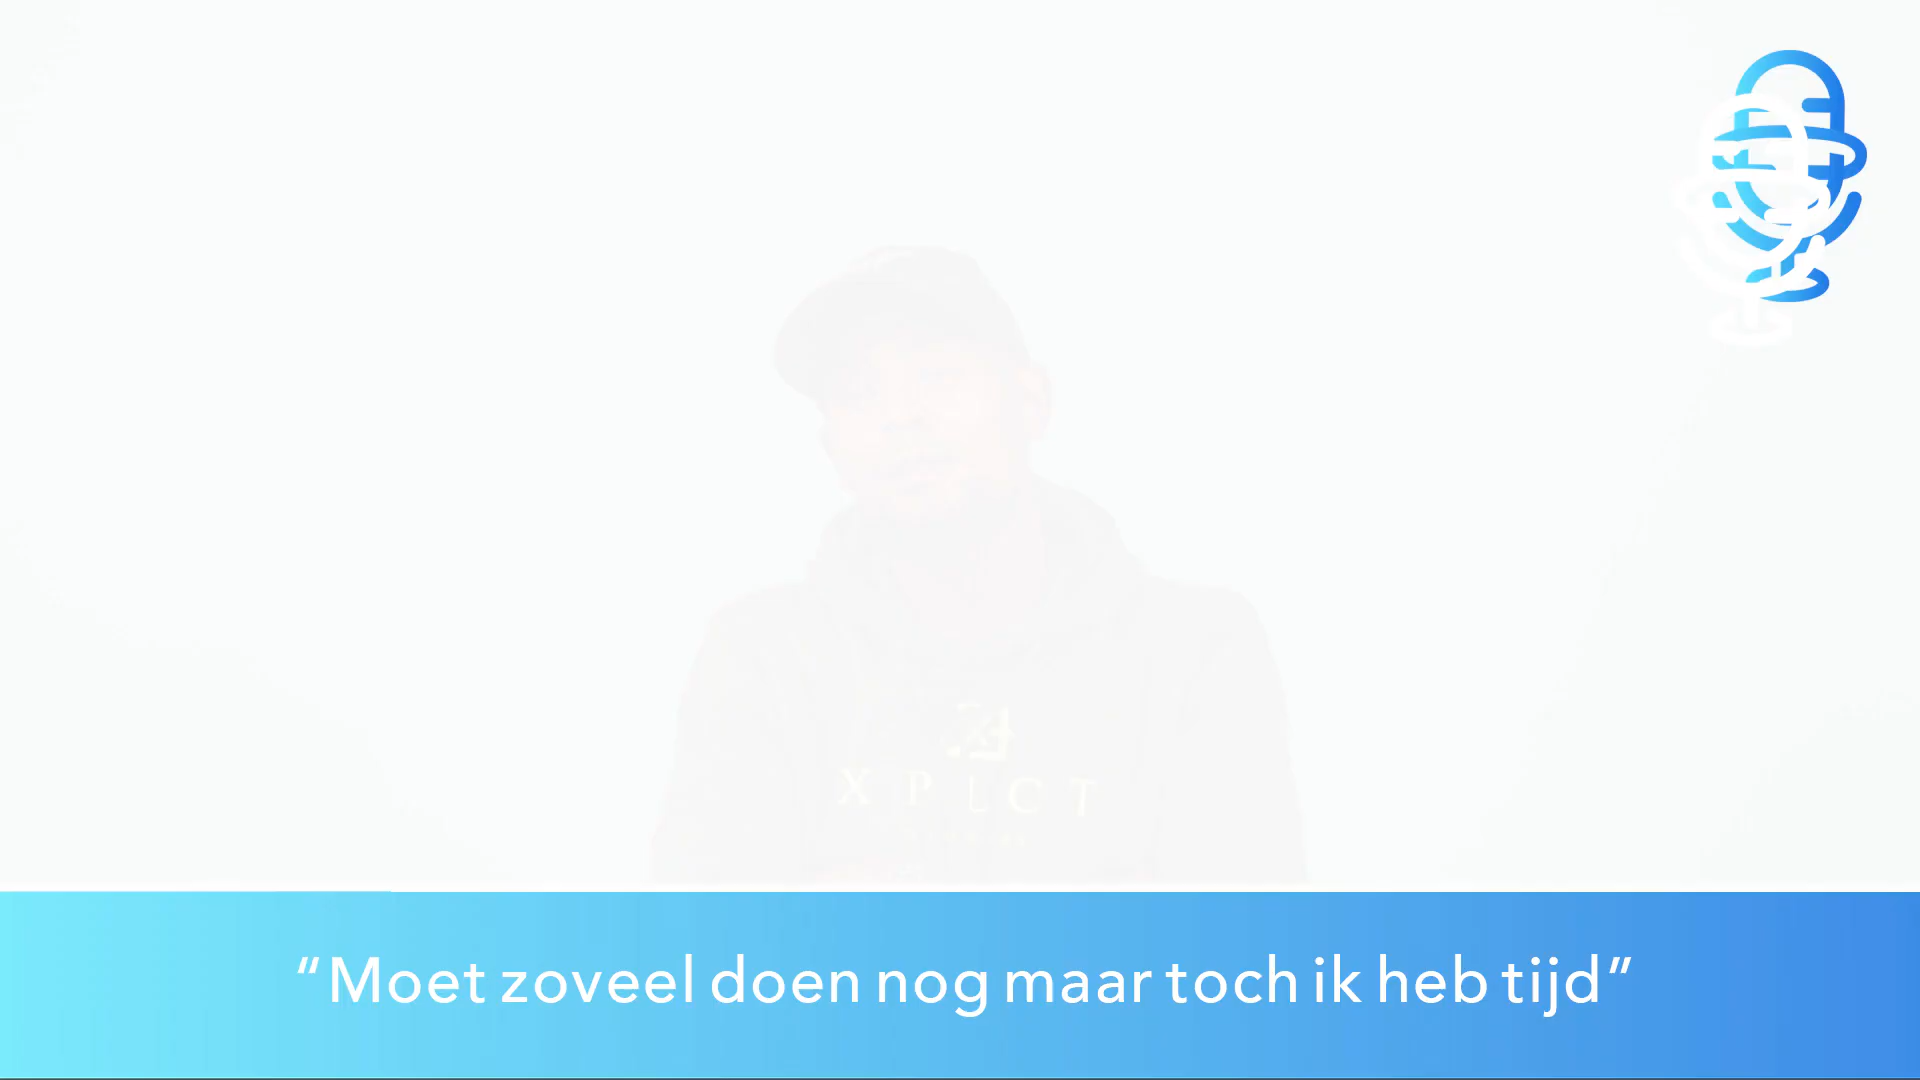 XPLCT
“Moet zoveel doen nog maar toch ik heb tijd”